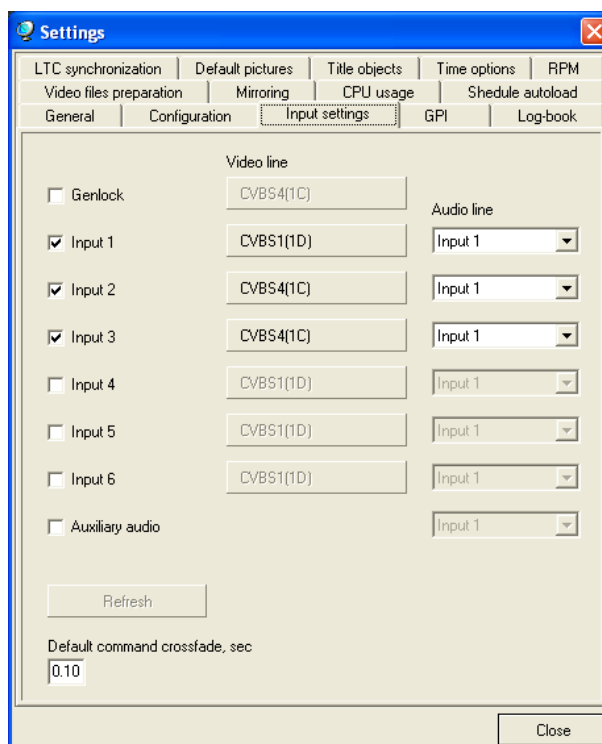 Settings
LTC synchronization Default pictures Title objects Time options RPM
Video files preparation Mirroring CPU usage Shedule autoload
General Configuration Input settings GPI Log-book
Video line
Genlock CVBS4(1C)
Audio line
Input 1 CVBS1(1D) Input 1
Input 2 CVBS4(1C) Input 1
Input 3 CVBS4(1C) Input 1
Input 4 CVBS1(1D) Input 1
Input 5 CVBS1(1D) Input 1
Input 6 CVBS1(1D) Input 1
Auxiliary audio Input 1
Refresh
Default command crossfade, sec
0.10
Close